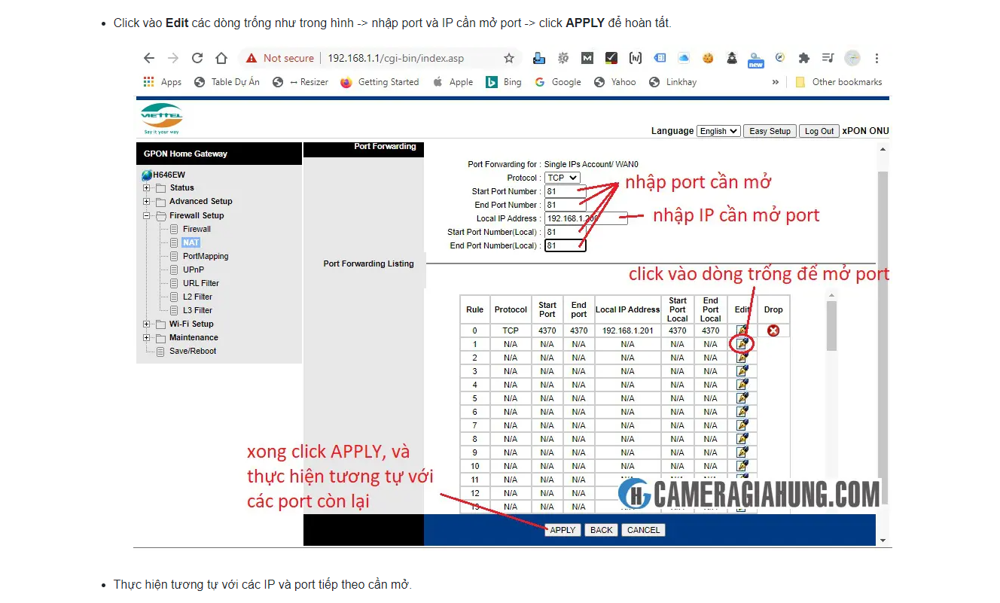 Click vào Edit các dòng trống như trong hình -> nhập port và IP cần mở port -> click APPLY để hoàn tất.
Not secure | 192.168.1.1/cgi-bin/index.asp
new
Apps Table Dự Án ↔ Resizer Getting Started Apple Bing Google Yahoo Linkhay » Other bookmarks
VIETTEL
Say it your way
Language English Easy Setup Log Out xPON ONU
GPON Home Gateway
H646EW
Status
Advanced Setup
Firewall Setup
Firewall
NAT
PortMapping
UPnP
URL Filter
L2 Filter
L3 Filter
Wi-Fi Setup
Maintenance
Save/Reboot
Port Forwarding
Port Forwarding for : Single IPs Account/ WAN0
Protocol : TCP
Start Port Number : 81
End Port Number : 81
Local IP Address : 192.168.1.200
Start Port Number(Local) : 81
End Port Number(Local) : 81
nhập port cần mở
nhập IP cần mở port
Port Forwarding Listing
click vào dòng trống để mở port
Rule Protocol Start Port End port Local IP Address Start Port Local End Port Local Edit Drop
0 TCP 4370 4370 192.168.1.201 4370 4370
1 N/A N/A N/A N/A N/A N/A
2 N/A N/A N/A N/A N/A N/A
3 N/A N/A N/A N/A N/A N/A
4 N/A N/A N/A N/A N/A N/A
5 N/A N/A N/A N/A N/A N/A
6 N/A N/A N/A N/A N/A N/A
7 N/A N/A N/A N/A N/A N/A
8 N/A N/A N/A N/A N/A N/A
9 N/A N/A N/A N/A N/A N/A
10 N/A N/A N/A N/A N/A N/A
11 N/A N/A N/A
12 N/A N/A N/A
13 N/A N/A N/A
CAMERAGIAHUNG.COM
xong click APPLY, và
thực hiện tương tự với
các port còn lại
APPLY BACK CANCEL
Thực hiện tương tự với các IP và port tiếp theo cần mở.